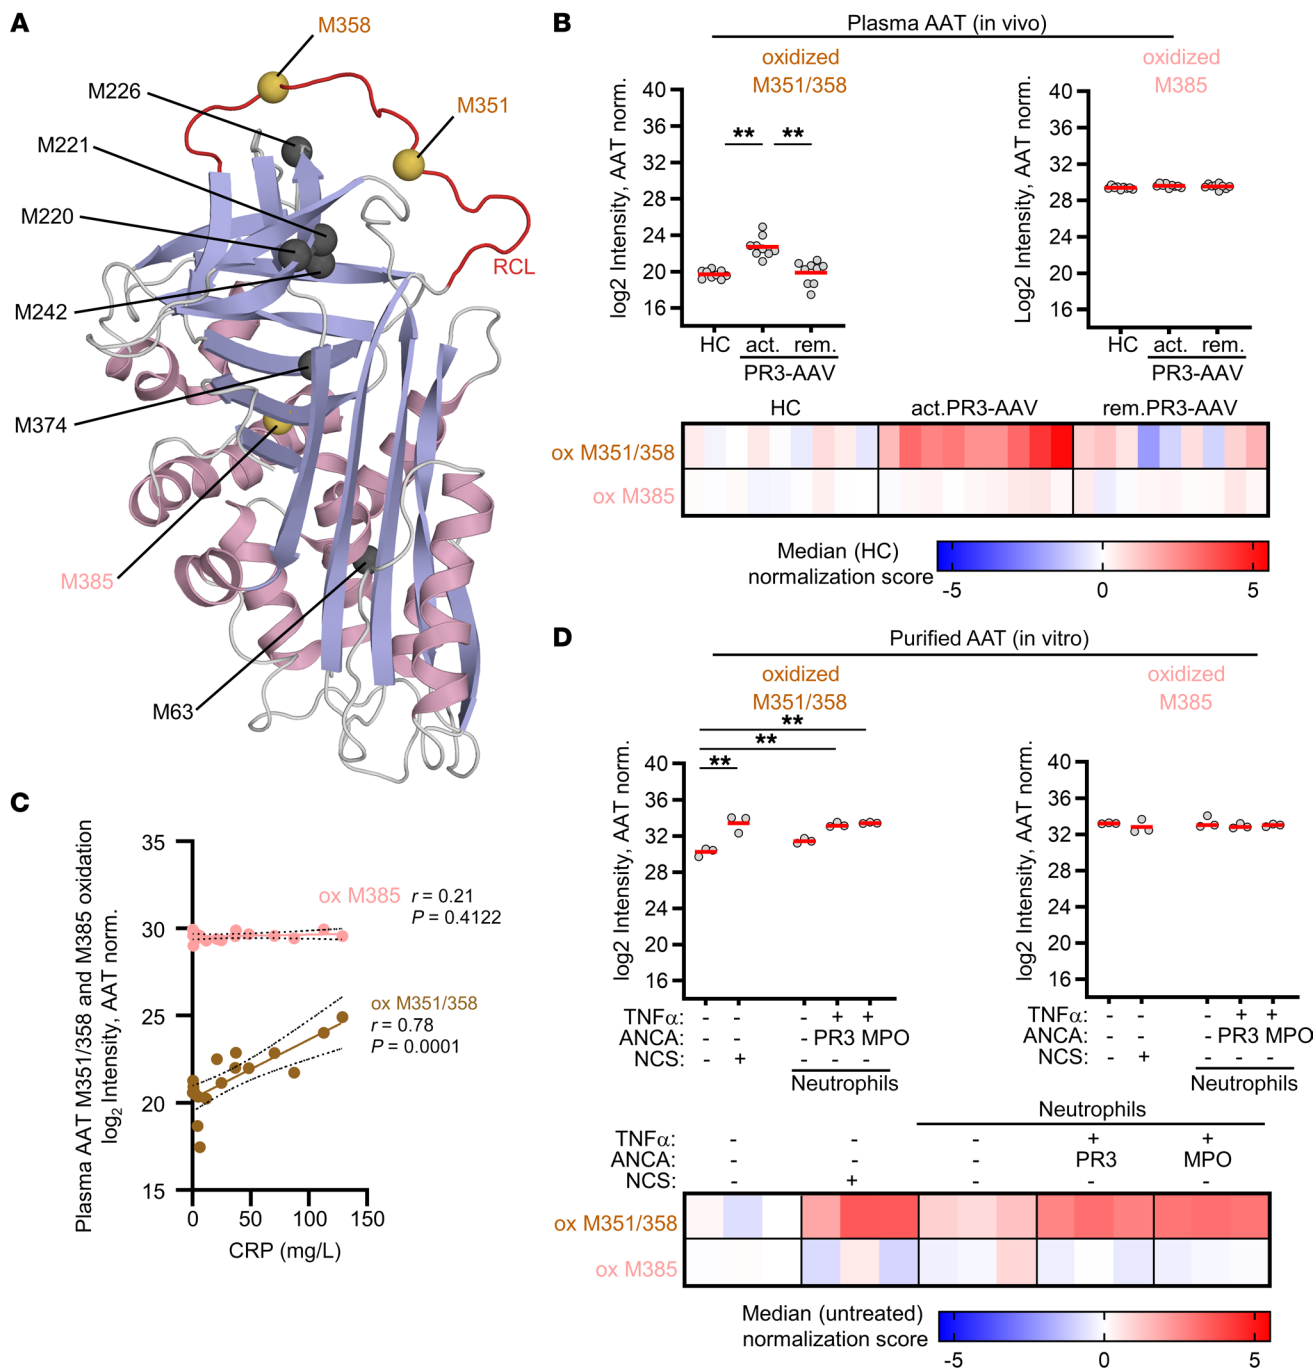 A
M358
M226
M351
M221
M220
RCL
M242
M374
M385
M63
B
Plasma AAT (in vivo)
oxidized
M351/358
log2 Intensity, AAT norm.
40
36
32
28
24
20
16
** **
HC act. rem.
PR3-AAV
oxidized
M385
Log2 Intensity, AAT norm.
40
36
32
28
24
20
16
HC act. rem.
PR3-AAV
HC act.PR3-AAV rem.PR3-AAV
ox M351/358
ox M385
Median (HC)
normalization score
-5 0 5
C
Plasma AAT M351/358 and M385 oxidation
log2 Intensity, AAT norm.
35
30
25
20
15
ox M385
r = 0.21
P = 0.4122
ox M351/358
r = 0.78
P = 0.0001
0 50 100 150
CRP (mg/L)
D
Purified AAT (in vitro)
oxidized
M351/358
**
**
**
log2 Intensity, AAT norm.
40
36
32
28
24
20
16
TNFα: - - - + +
ANCA: - - - PR3 MPO
NCS: - + - - -
Neutrophils
oxidized
M385
log2 Intensity, AAT norm.
40
36
32
28
24
20
16
TNFα: - - - + +
ANCA: - - - PR3 MPO
NCS: - + - - -
Neutrophils
Neutrophils
TNFα: - - - + +
ANCA: - - - PR3 MPO
NCS: - + - - -
ox M351/358
ox M385
Median (untreated)
normalization score
-5 0 5